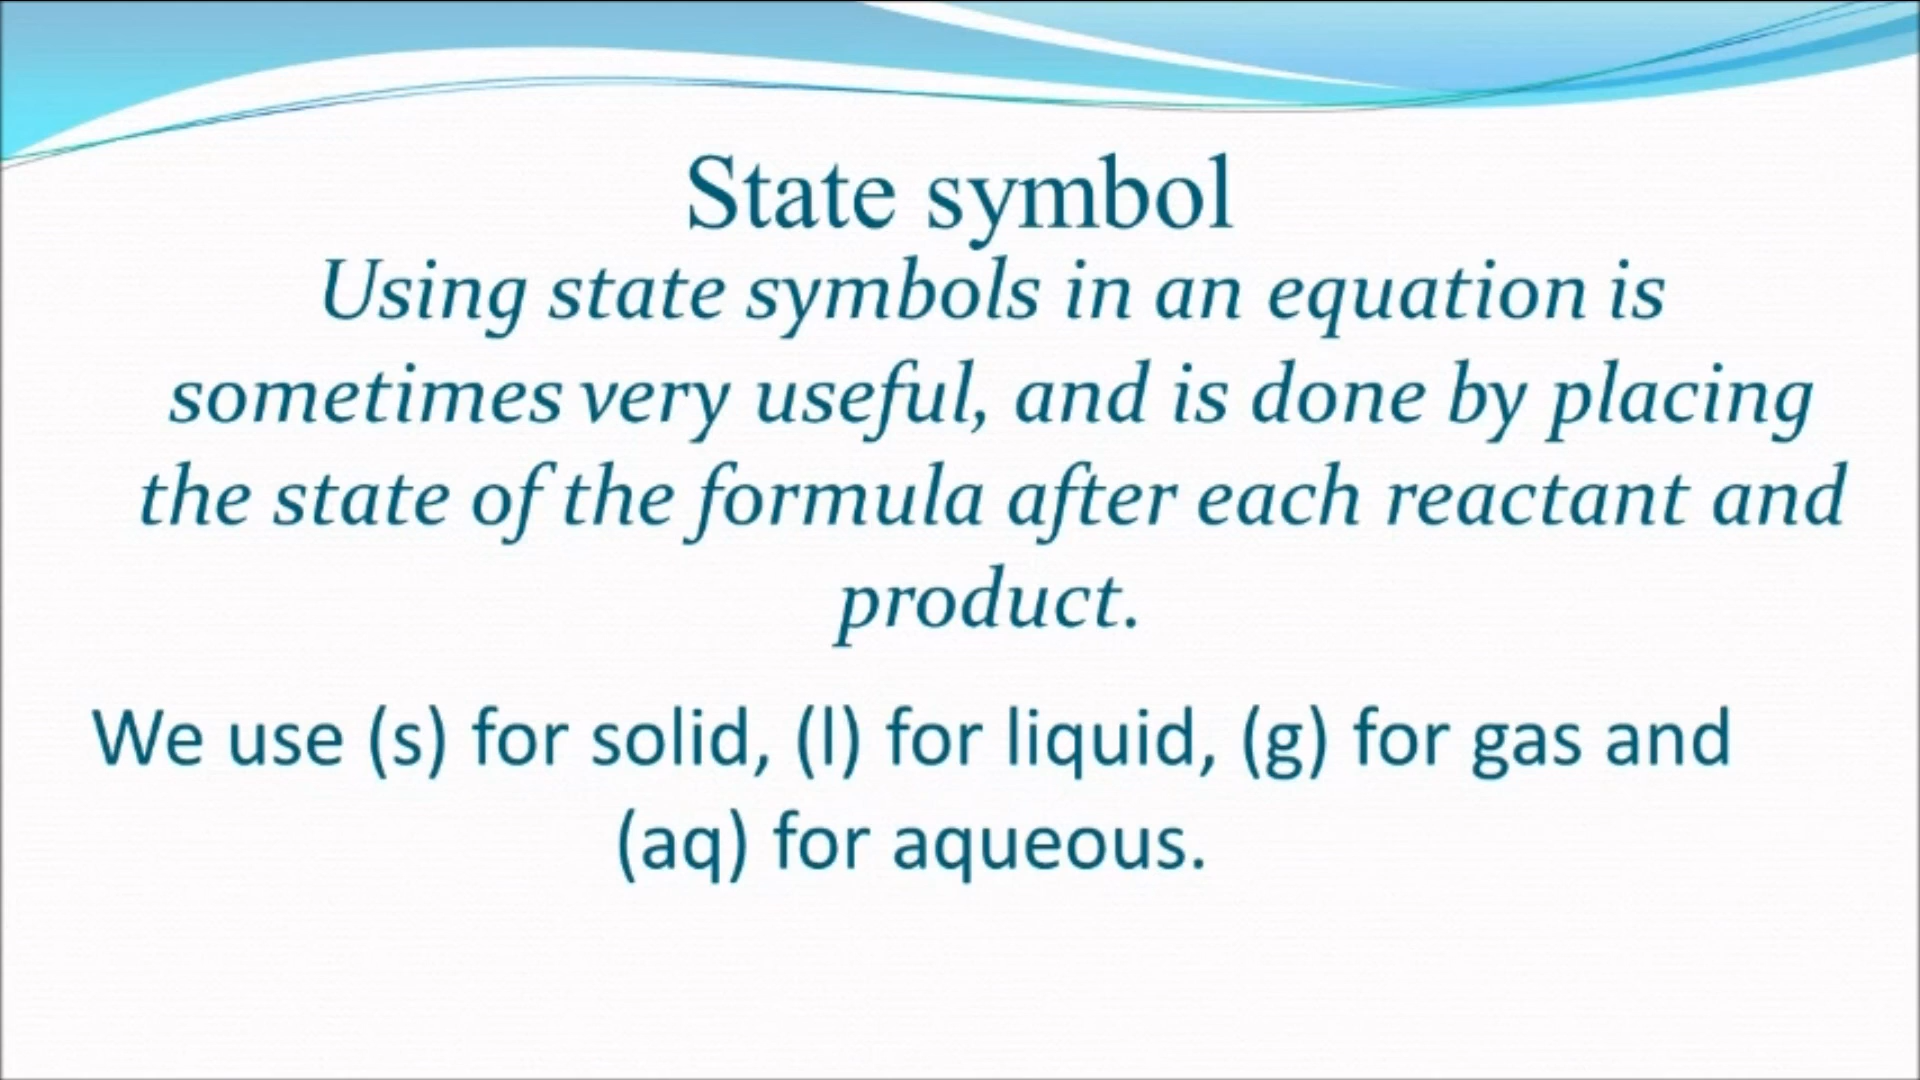 State symbol
Using state symbols in an equation is
sometimes very useful, and is done by placing
the state of the formula after each reactant and
product.
We use (s) for solid, (l) for liquid, (g) for gas and
(aq) for aqueous.